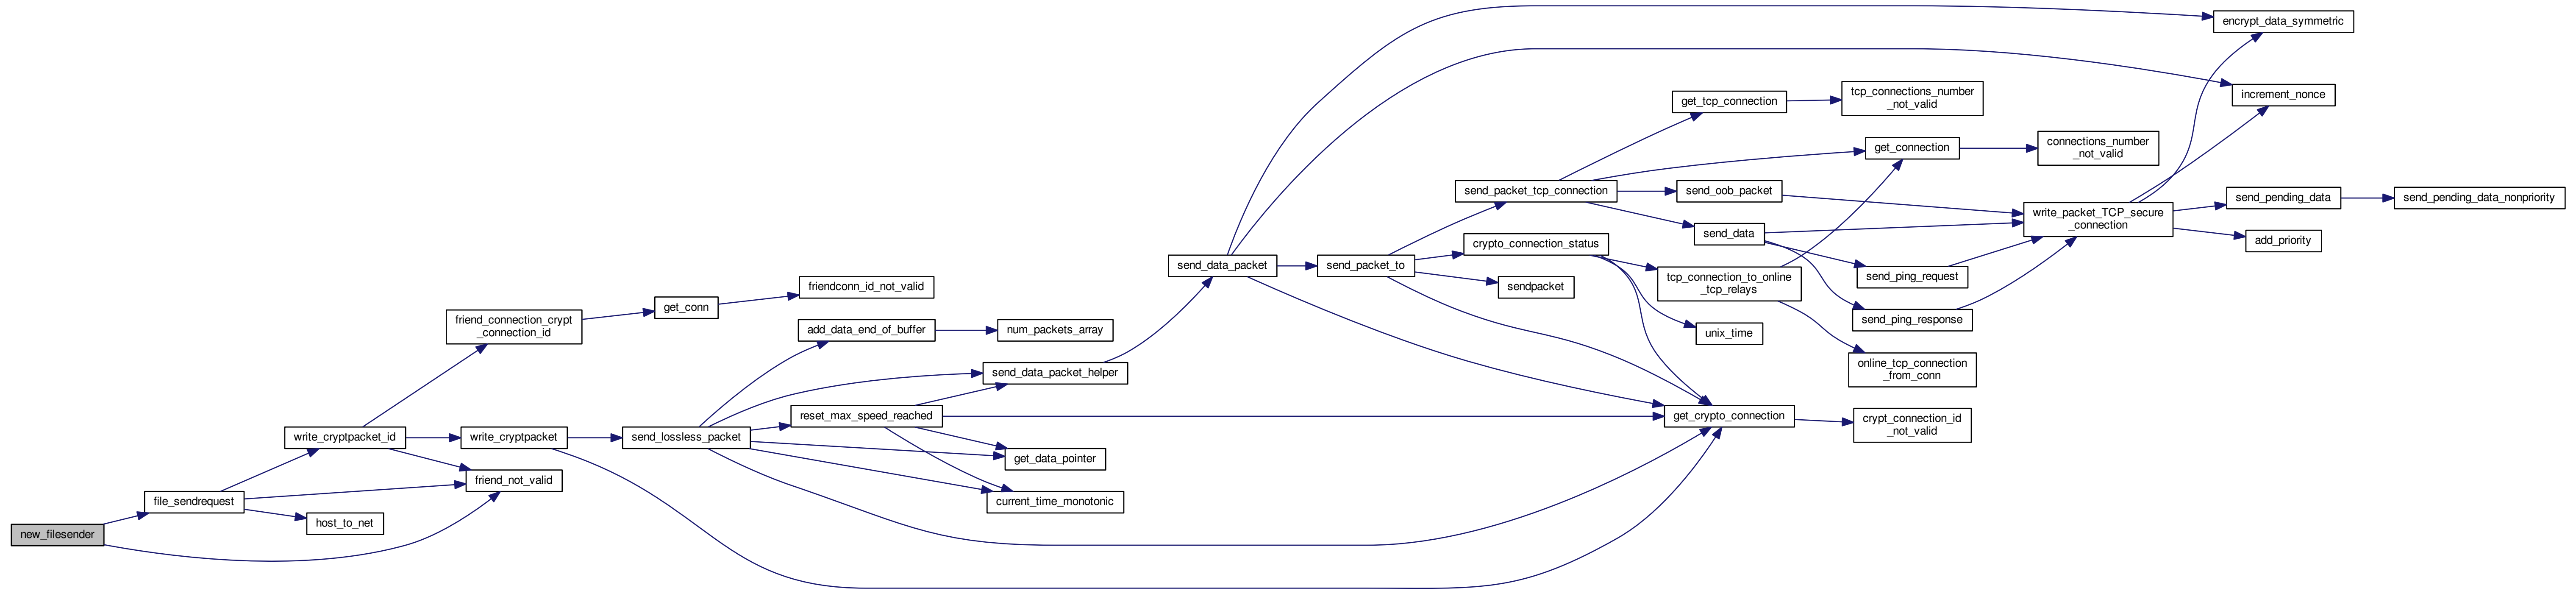 encrypt_data_symmetric
increment_nonce
get_tcp_connection
tcp_connections_number
_not_valid
get_connection
connections_number
_not_valid
send_packet_tcp_connection
send_oob_packet
send_data
write_packet_TCP_secure
_connection
send_pending_data
send_pending_data_nonpriority
add_priority
send_data_packet
send_packet_to
crypto_connection_status
sendpacket
tcp_connection_to_online
_tcp_relays
send_ping_request
send_ping_response
unix_time
online_tcp_connection
_from_conn
friend_connection_crypt
_connection_id
get_conn
friendconn_id_not_valid
add_data_end_of_buffer
num_packets_array
send_data_packet_helper
reset_max_speed_reached
get_crypto_connection
crypt_connection_id
_not_valid
write_cryptpacket_id
write_cryptpacket
send_lossless_packet
get_data_pointer
friend_not_valid
current_time_monotonic
file_sendrequest
host_to_net
new_filesender